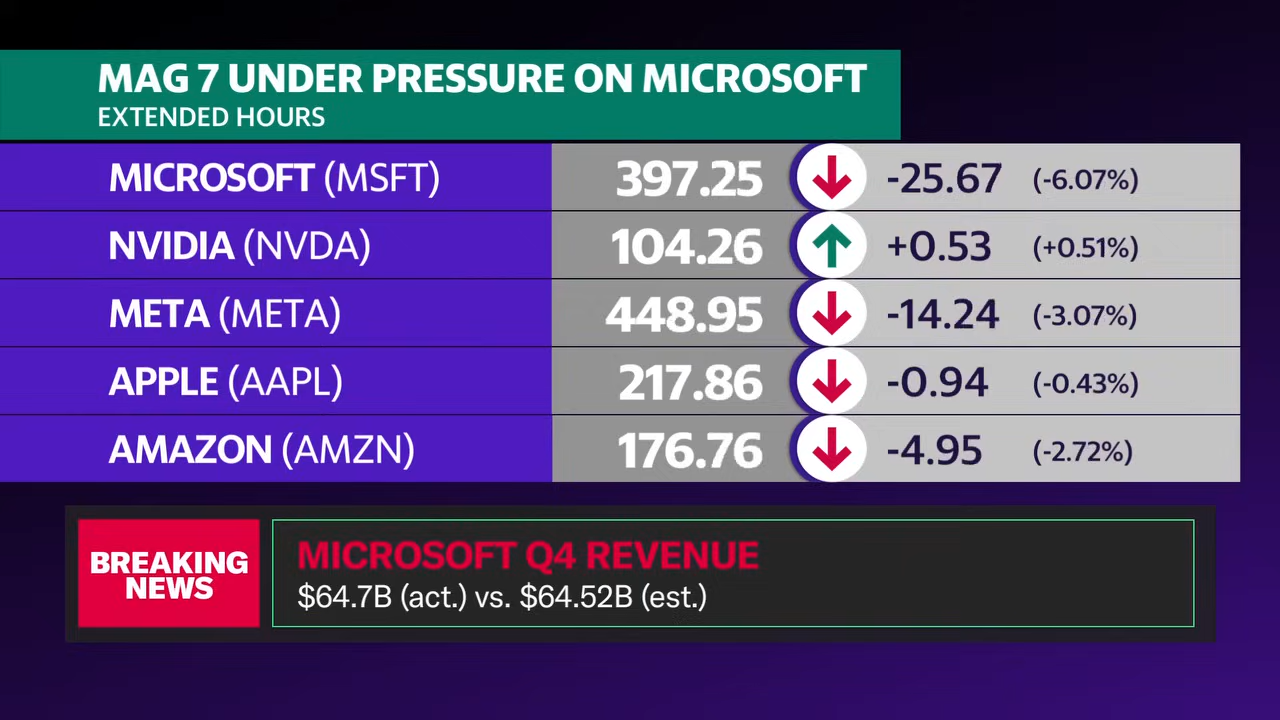 MAG 7 UNDER PRESSURE ON MICROSOFT
EXTENDED HOURS
MICROSOFT (MSFT) 397.25 -25.67 (-6.07%)
NVIDIA (NVDA) 104.26 +0.53 (+0.51%)
META (META) 448.95 -14.24 (-3.07%)
APPLE (AAPL) 217.86 -0.94 (-0.43%)
AMAZON (AMZN) 176.76 -4.95 (-2.72%)
BREAKING
NEWS
MICROSOFT Q4 REVENUE
$64.7B (act.) vs. $64.52B (est.)